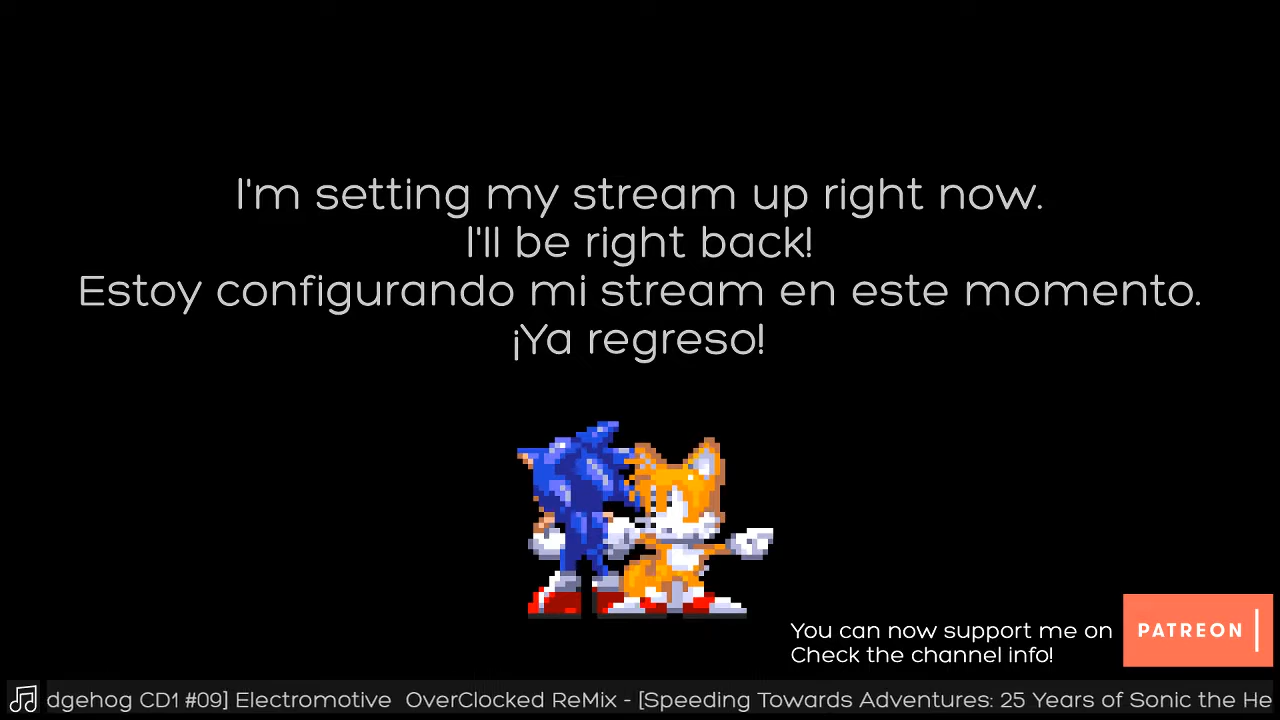 I'm setting my stream up right now.
I'll be right back!
Estoy configurando mi stream en este momento.
¡Ya regreso!
You can now support me on
Check the channel info!
PATREON
dgehog CD1 #09] Electromotive OverClocked ReMix - [Speeding Towards Adventures: 25 Years of Sonic the He